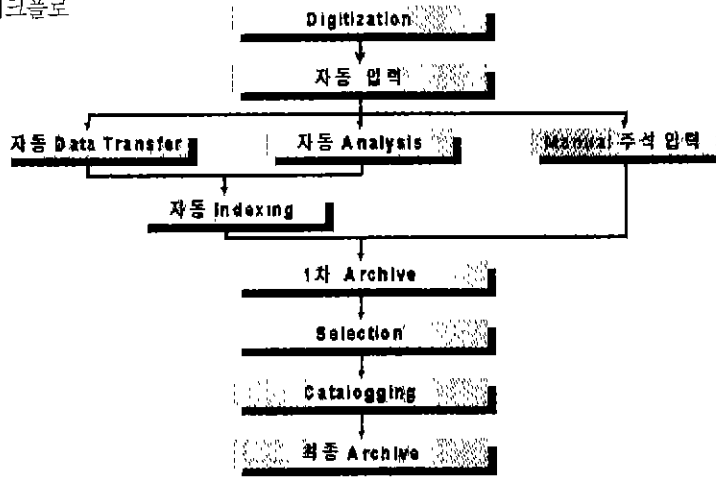 크플로
Digitization
자동 입력
자동 Data Transfer
자동 Analysis
Manual 주석 입력
자동 Indexing
1차 Archive
Selection
Catalogging
최종 Archive